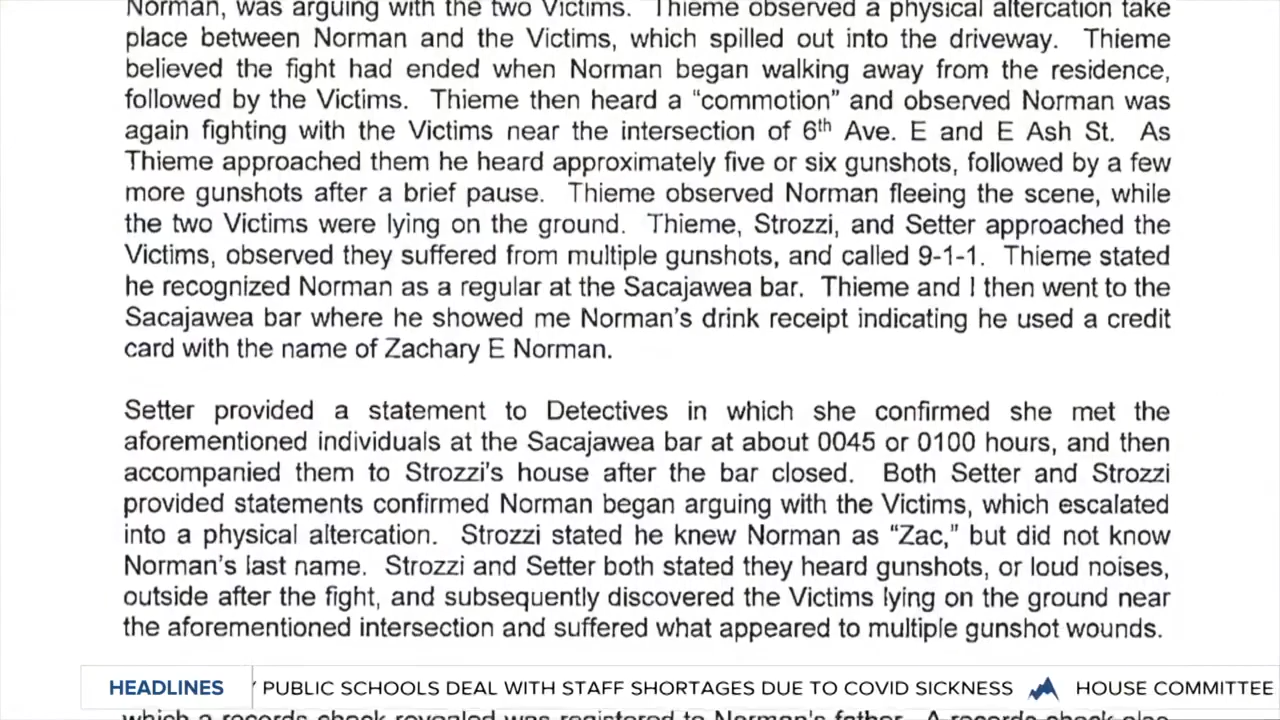 Norman, was arguing with the two Victims. Thieme observed a physical altercation take
place between Norman and the Victims, which spilled out into the driveway. Thieme
believed the fight had ended when Norman began walking away from the residence,
followed by the Victims. Thieme then heard a “commotion” and observed Norman was
again fighting with the Victims near the intersection of 6th Ave. E and E Ash St. As
Thieme approached them he heard approximately five or six gunshots, followed by a few
more gunshots after a brief pause. Thieme observed Norman fleeing the scene, while
the two Victims were lying on the ground. Thieme, Strozzi, and Setter approached the
Victims, observed they suffered from multiple gunshots, and called 9-1-1. Thieme stated
he recognized Norman as a regular at the Sacajawea bar. Thieme and I then went to the
Sacajawea bar where he showed me Norman's drink receipt indicating he used a credit
card with the name of Zachary E Norman.
Setter provided a statement to Detectives in which she confirmed she met the
aforementioned individuals at the Sacajawea bar at about 0045 or 0100 hours, and then
accompanied them to Strozzi's house after the bar closed. Both Setter and Strozzi
provided statements confirmed Norman began arguing with the Victims, which escalated
into a physical altercation. Strozzi stated he knew Norman as “Zac,” but did not know
Norman's last name. Strozzi and Setter both stated they heard gunshots, or loud noises,
outside after the fight, and subsequently discovered the Victims lying on the ground near
the aforementioned intersection and suffered what appeared to multiple gunshot wounds.
HEADLINES PUBLIC SCHOOLS DEAL WITH STAFF SHORTAGES DUE TO COVID SICKNESS HOUSE COMMITTEE
which a records check revealed was registered to Norman's father. A records check also